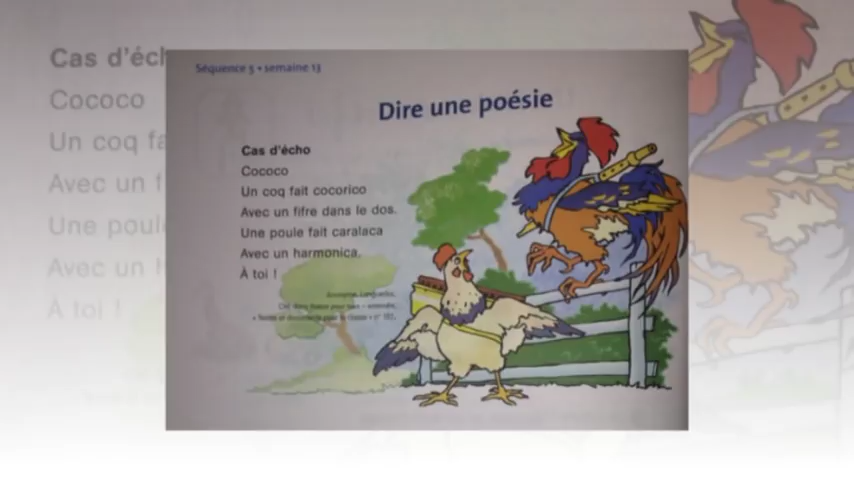 Séquence 5 • semaine 13
Dire une poésie
Cas d'écho
Cococo
Un coq fait cocorico
Avec un fifre dans le dos.
Une poule fait caralaca
Avec un harmonica,
À toi !